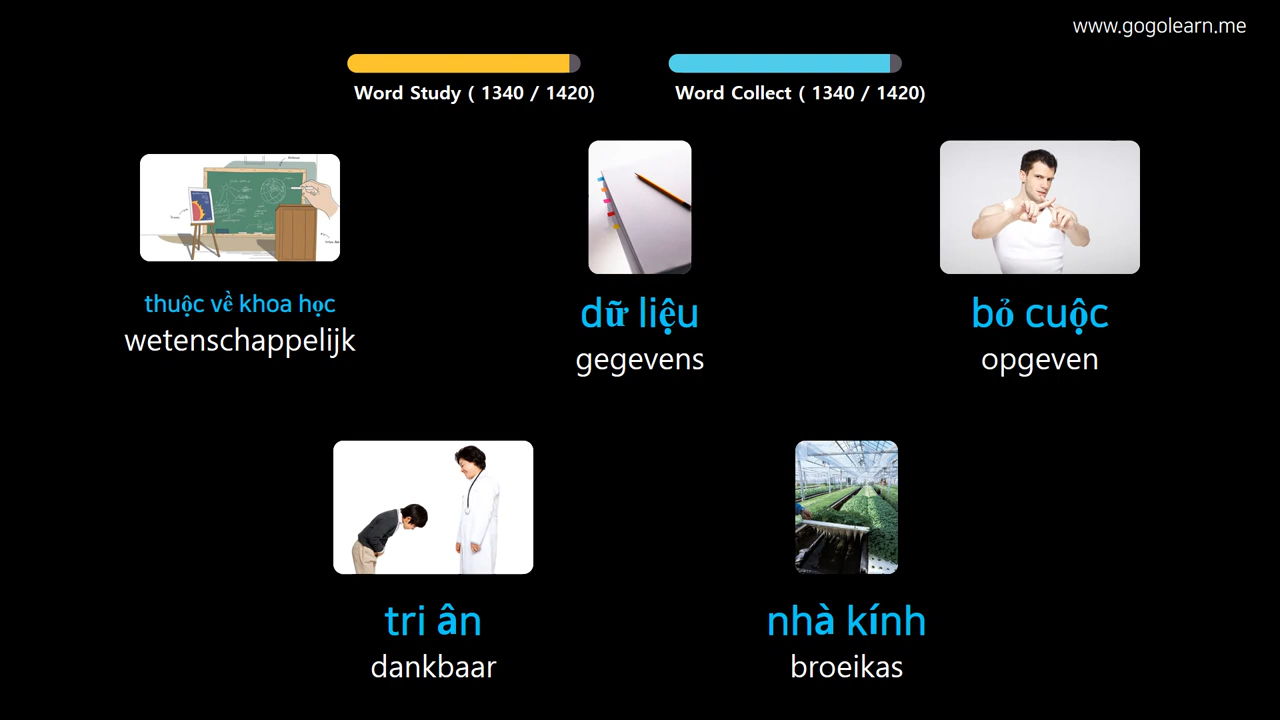 www.gogolearn.me
Word Study ( 1340 / 1420)
Word Collect ( 1340 / 1420)
thuộc về khoa học
wetenschappelijk
dữ liệu
gegevens
bỏ cuộc
opgeven
tri ân
dankbaar
nhà kính
broeikas